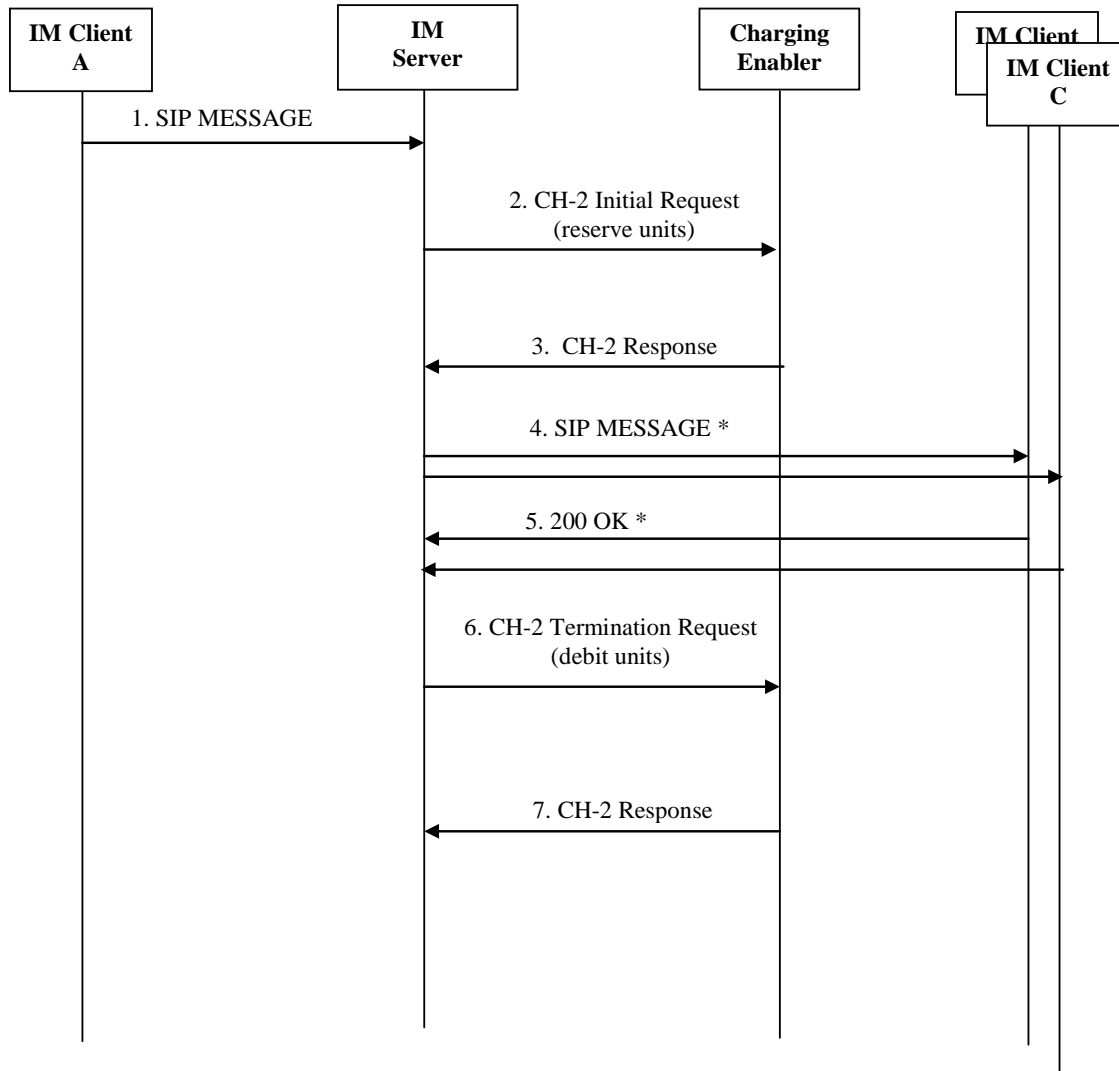 IM Client
A
IM
Server
Charging
Enabler
IM Client
IM Client
C
1. SIP MESSAGE
2. CH-2 Initial Request
(reserve units)
3. CH-2 Response
4. SIP MESSAGE *
5. 200 OK *
6. CH-2 Termination Request
(debit units)
7. CH-2 Response